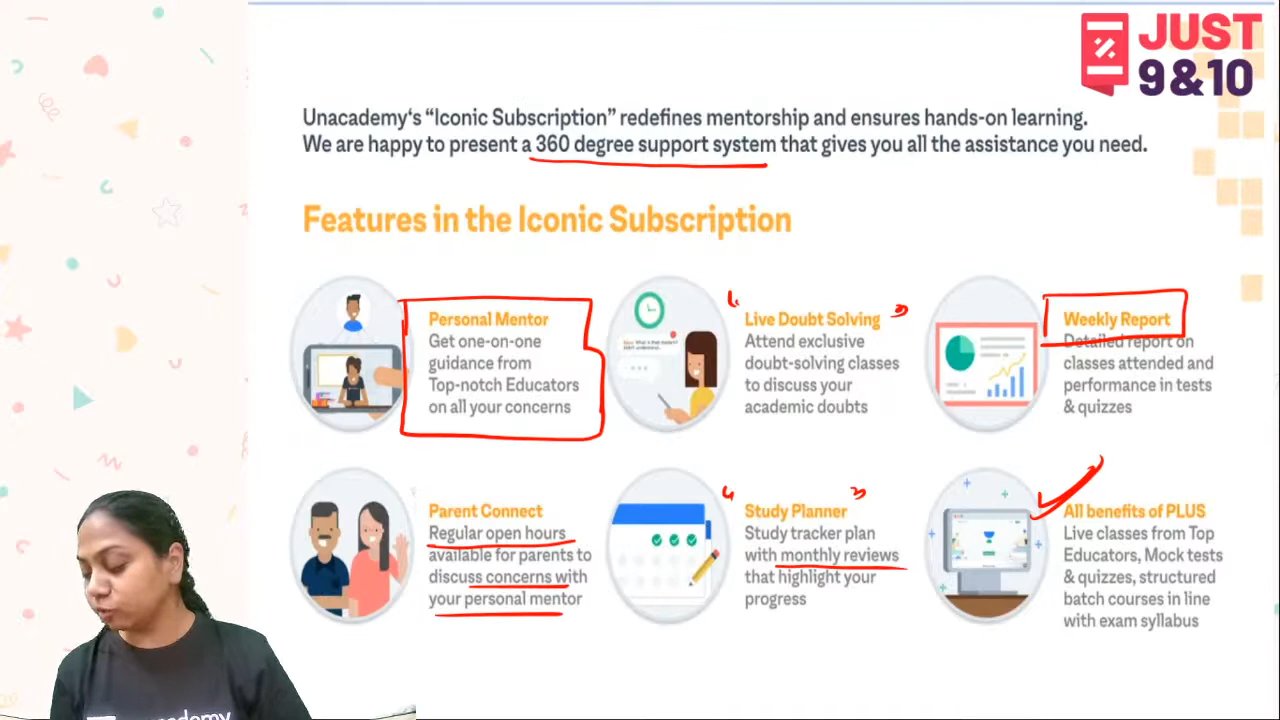 JUST
9&10
Unacademy's “Iconic Subscription” redefines mentorship and ensures hands-on learning.
We are happy to present a 360 degree support system that gives you all the assistance you need.
Features in the Iconic Subscription
Personal Mentor
Get one-on-one
guidance from
Top-notch Educators
on all your concerns
Live Doubt Solving
Attend exclusive
doubt-solving classes
to discuss your
academic doubts
Weekly Report
Detailed report on
classes attended and
performance in tests
& quizzes
Parent Connect
Regular open hours
available for parents to
discuss concerns with
your personal mentor
Study Planner
Study tracker plan
with monthly reviews
that highlight your
progress
All benefits of PLUS
Live classes from Top
Educators, Mock tests
& quizzes, structured
batch courses in line
with exam syllabus